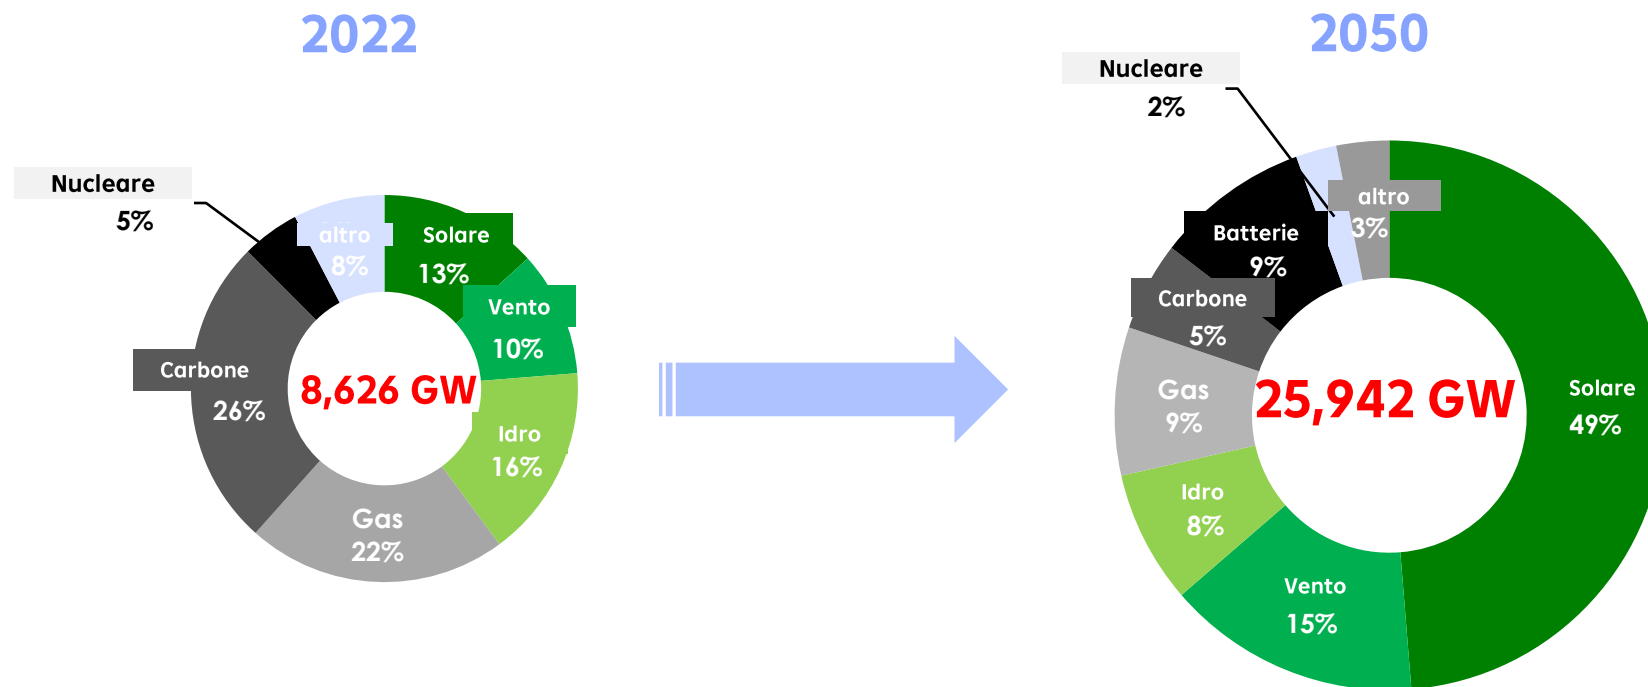 2022
Nucleare
5%
altro
8%
Solare
13%
Vento
10%
Carbone
26%
8,626 GW
Idro
16%
Gas
22%
2050
Nucleare
2%
altro
3%
Batterie
9%
Carbone
5%
Gas
9%
25,942 GW
Solare
49%
Idro
8%
Vento
15%